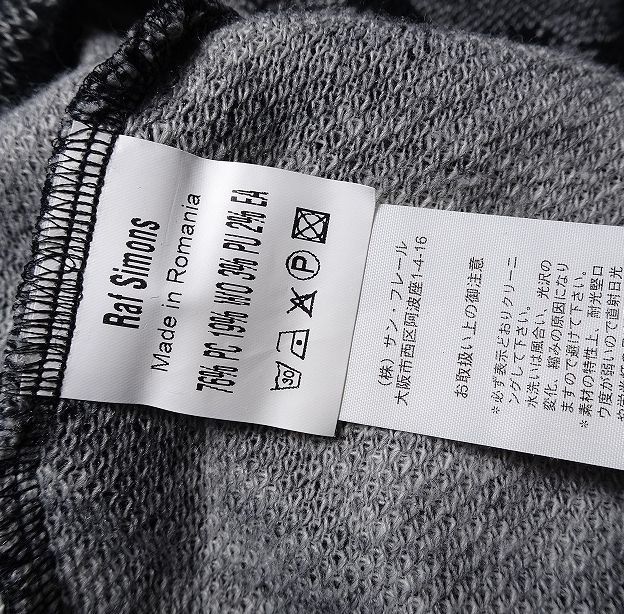 Raf Simons
Made in Romania
76% PC 19% WO 3% PU 2% EA
30
P
(株) サン・フレール
大阪市西区阿波座1-4-16
お取扱い上の御注意
*必ず表示どおりクリーニ
ングして下さい。
水洗いは風合い、光沢の
変化、縮みの原因になり
ますので避けて下さい。
*素材の特性上、耐光堅ロ
ウ度が弱いので直射日光